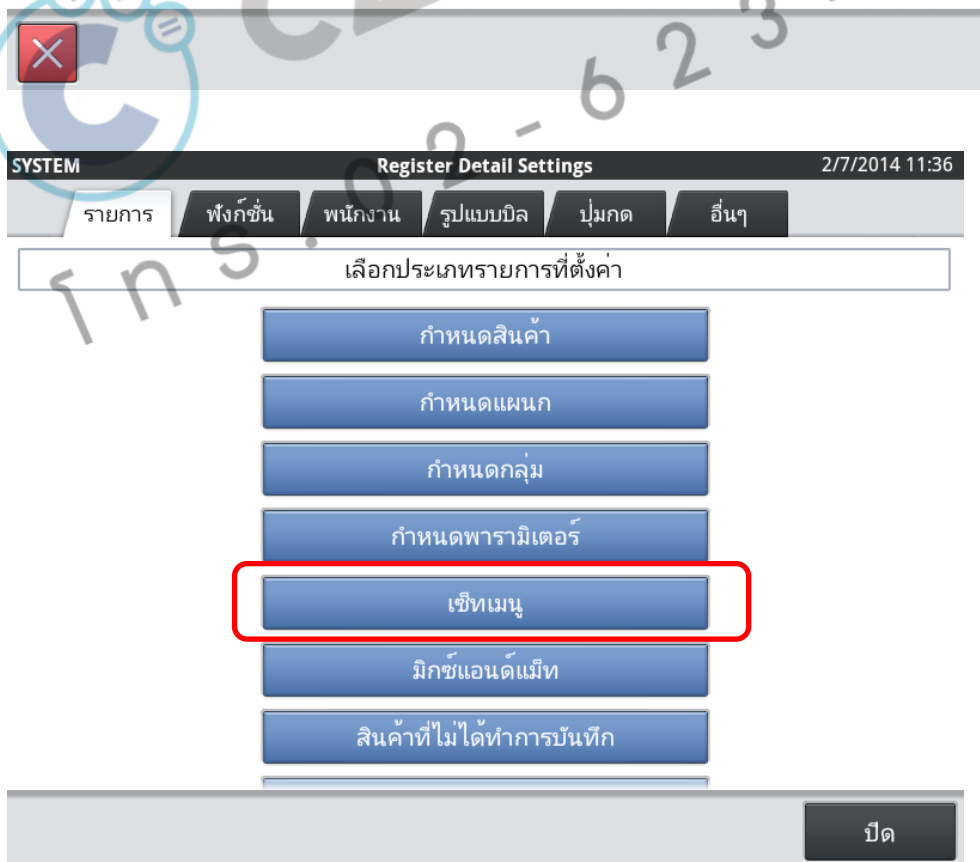 SYSTEM Register Detail Settings 2/7/2014 11:36
รายการ ฟังก์ชั่น พนักงาน รูปแบบบิล ปุ่มกด อื่นๆ
เลือกประเภทรายการที่ตั้งค่า
กำหนดสินค้า
กำหนดแผนก
กำหนดกลุ่ม
กำหนดพารามิเตอร์
เซ็ทเมนู
มิกซ์แอนด์แม็ท
สินค้าที่ไม่ได้ทำการบันทึก
ปิด
โทร. 02-623